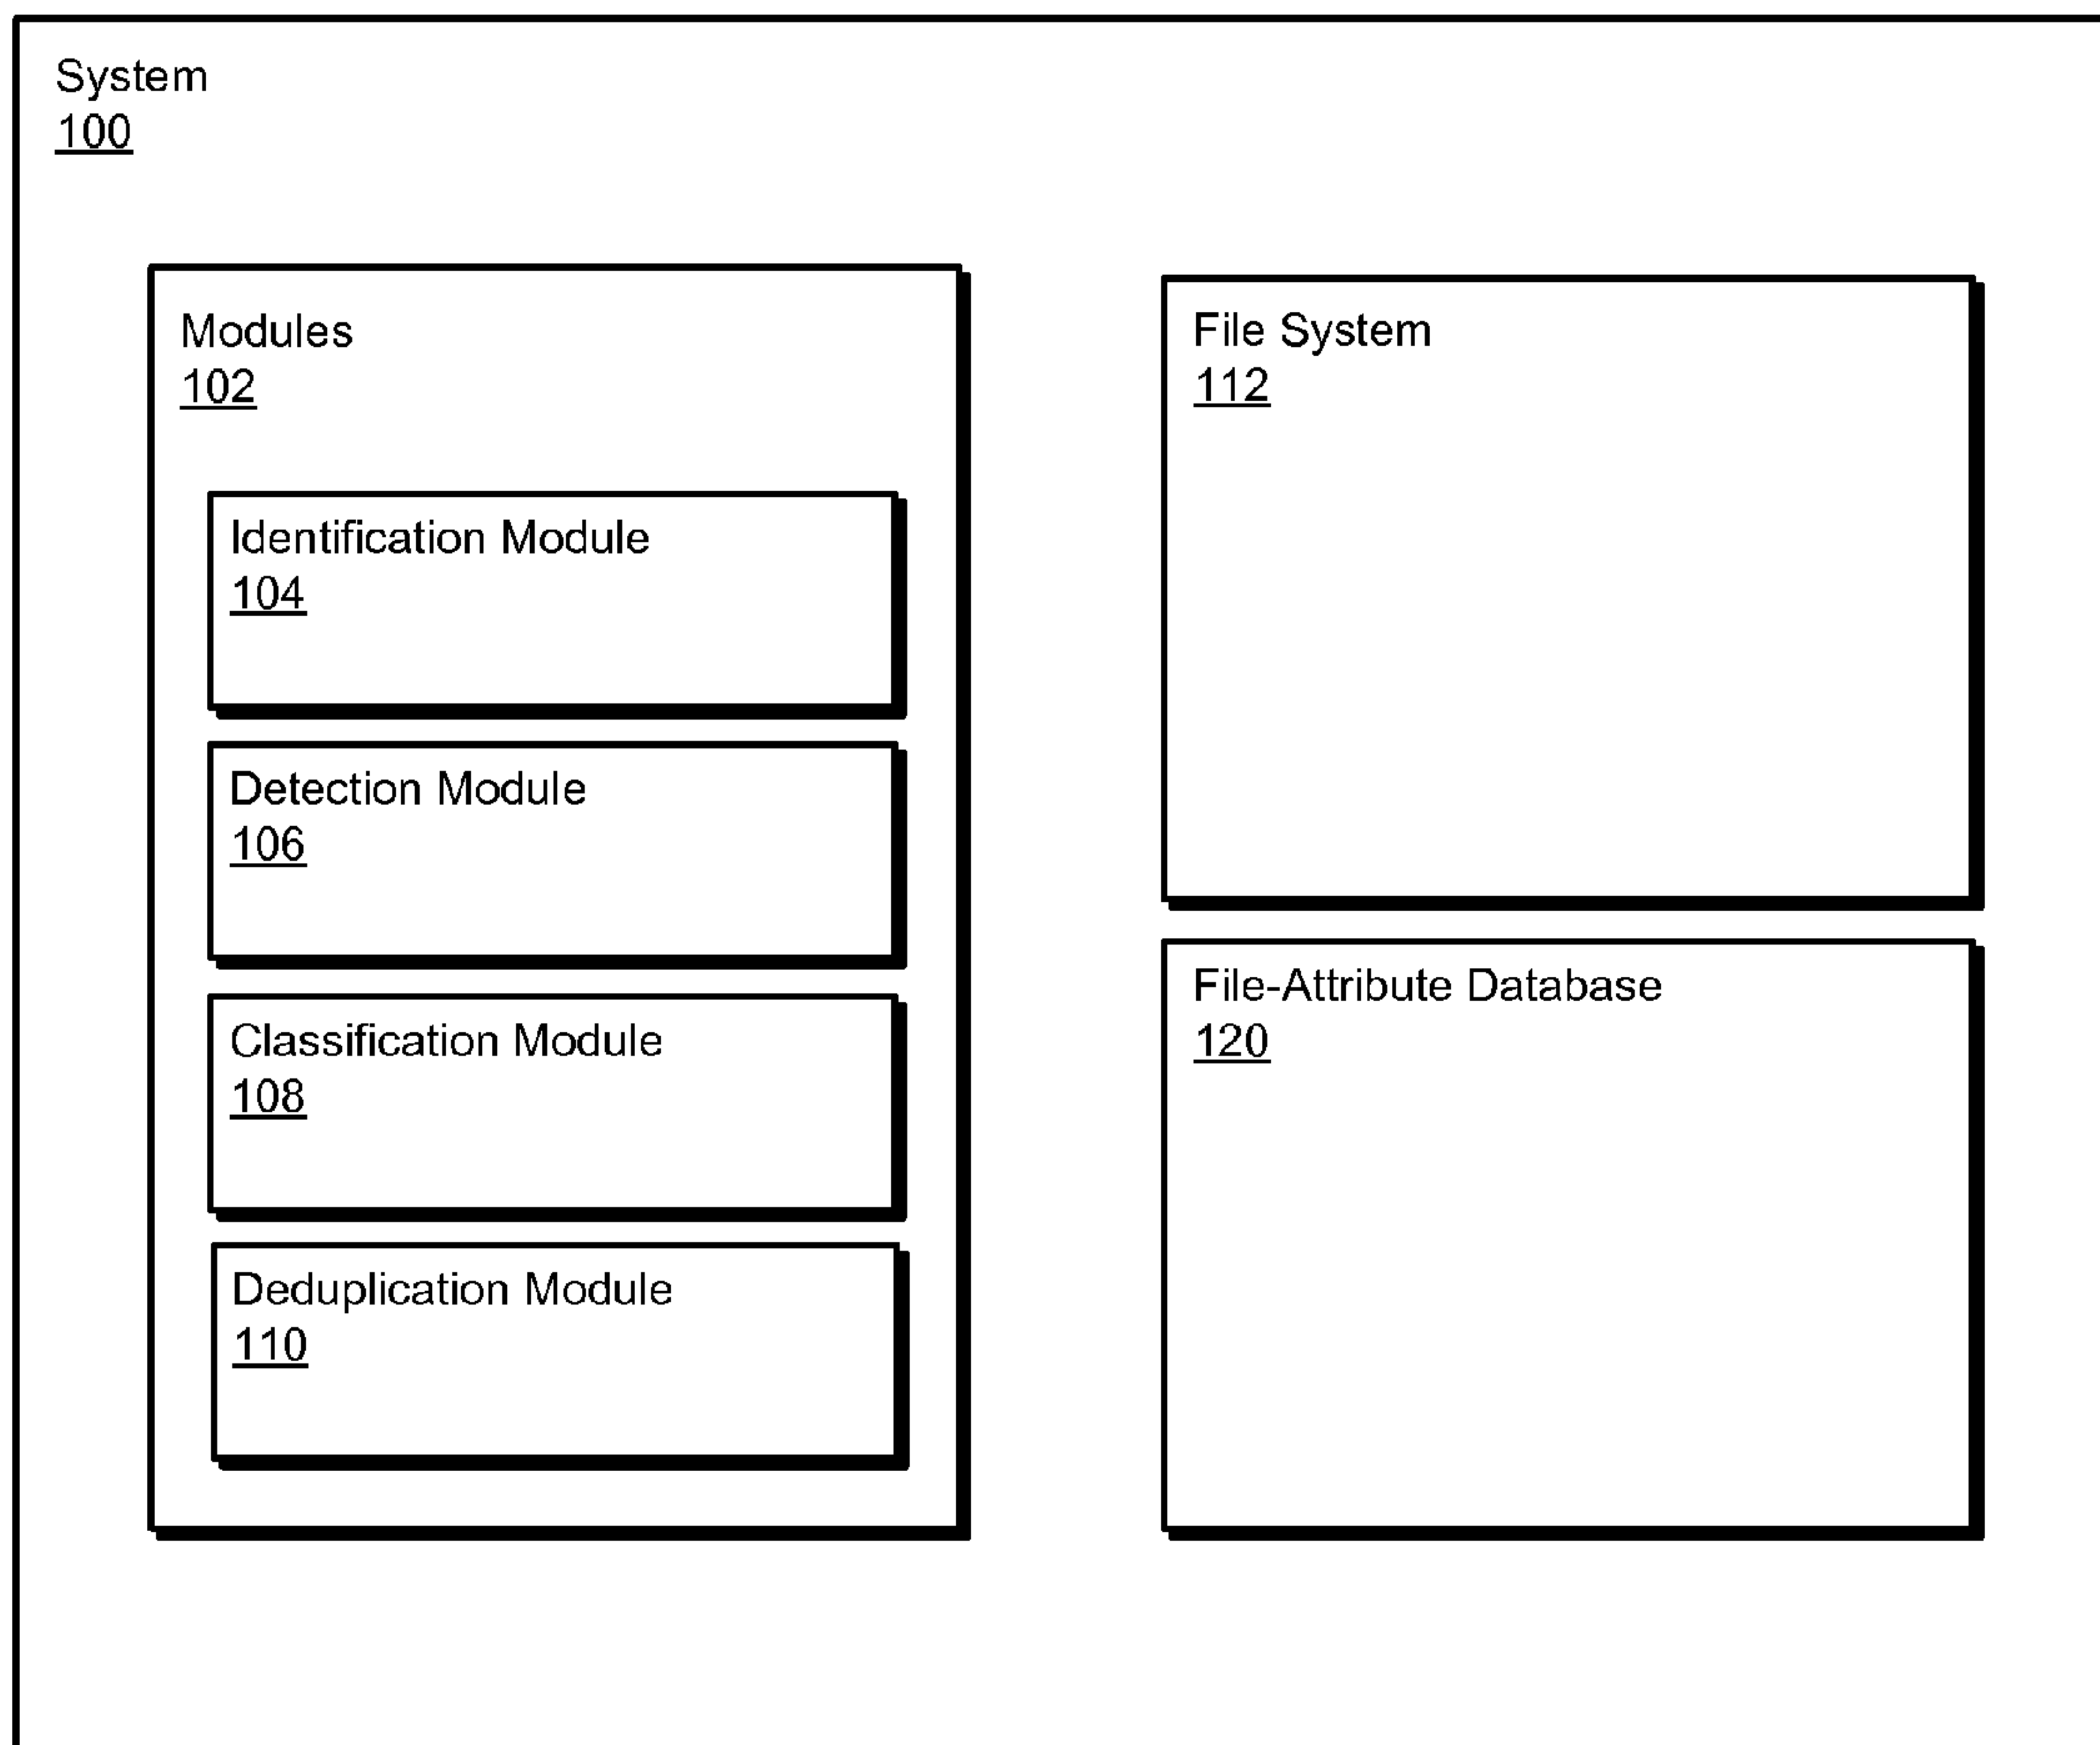 System
100
Modules
102
Identification Module
104
Detection Module
106
Classification Module
108
Deduplication Module
110
File System
112
File-Attribute Database
120